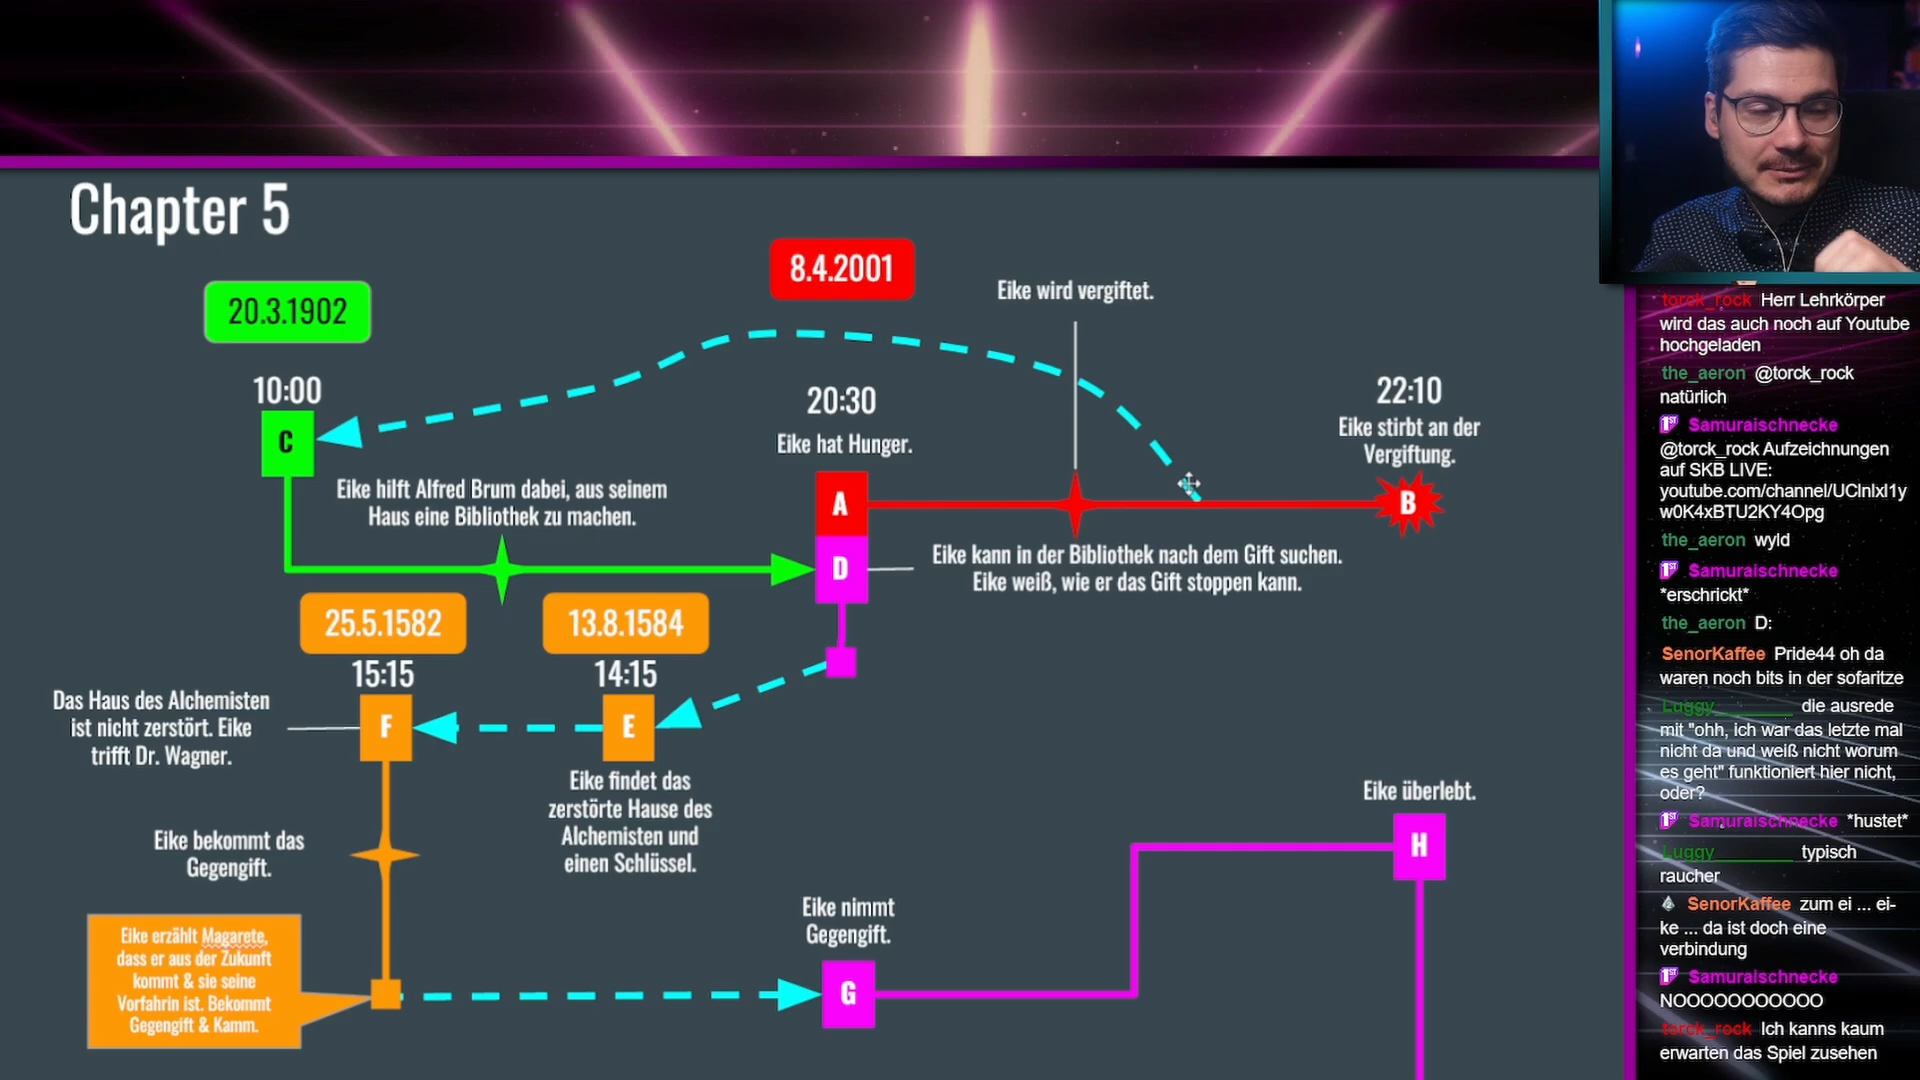 Chapter 5
8.4.2001
20.3.1902
Eike wird vergiftet.
10:00
20:30
22:10
Eike hat Hunger.
Eike stirbt an der
Vergiftung.
C
Eike hilft Alfred Brum dabei, aus seinem
Haus eine Bibliothek zu machen.
A
B
D
Eike kann in der Bibliothek nach dem Gift suchen.
Eike weiß, wie er das Gift stoppen kann.
25.5.1582
13.8.1584
15:15
14:15
Das Haus des Alchemisten
ist nicht zerstört. Eike
trifft Dr. Wagner.
F
E
Eike findet das
zerstörte Hause des
Alchemisten und
einen Schlüssel.
Eike überlebt.
H
Eike bekommt das
Gegengift.
Eike nimmt
Gegengift.
G
Eike erzählt Magarete,
dass er aus der Zukunft
kommt & sie seine
Vorfahrin ist. Bekommt
Gegengift & Kamm.
torck_rock Herr Lehrkörper
wird das auch noch auf Youtube
hochgeladen
the_aeron @torck_rock
natürlich
1ST Samuraischnecke
@torck_rock Aufzeichnungen
auf SKB LIVE:
youtube.com/channel/UClnlxl1y
w0K4xBTU2KY4Opg
the_aeron wyld
1ST Samuraischnecke
*erschrickt*
the_aeron D:
SenorKaffee Pride44 oh da
waren noch bits in der sofaritze
Luggy________ die ausrede
mit "ohh, ich war das letzte mal
nicht da und weiß nicht worum
es geht" funktioniert hier nicht,
oder?
1ST Samuraischnecke *hustet*
Luggy________ typisch
raucher
SenorKaffee zum ei ... ei-
ke ... da ist doch eine
verbindung
1ST Samuraischnecke
NOOOOOOOOOOO
torck_rock Ich kanns kaum
erwarten das Spiel zusehen